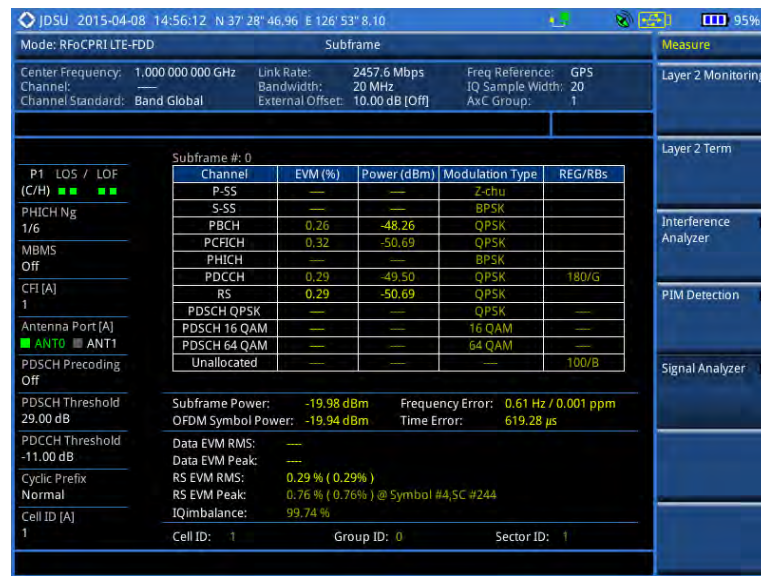 JDSU 2015-04-08 14:56:12 N 37' 28" 46.96 E 126' 53" 8.10 95%
Mode: RFoCPRI LTE-FDD Subframe Measure
Center Frequency: 1.000 000 000 GHz Link Rate: 2457.6 Mbps Freq Reference: GPS
Channel: ---- Bandwidth: 20 MHz IQ Sample Width: 20
Channel Standard: Band Global External Offset: 10.00 dB [Off] AxC Group: 1
Layer 2 Monitoring
Layer 2 Term
Interference
Analyzer
PIM Detection
Signal Analyzer
P1 LOS / LOF
(C/H)
PHICH Ng
1/6
MBMS
Off
CFI [A]
1
Antenna Port [A]
ANT0 ANT1
PDSCH Precoding
Off
PDSCH Threshold
29.00 dB
PDCCH Threshold
-11.00 dB
Cyclic Prefix
Normal
Cell ID [A]
1
Subframe #: 0
Channel EVM (%) Power (dBm) Modulation Type REG/RBs
P-SS ---- ---- Z-chu
S-SS ---- ---- BPSK
PBCH 0.26 -48.26 QPSK
PCFICH 0.32 -50.69 QPSK
PHICH ---- ---- BPSK
PDCCH 0.29 -49.50 QPSK 180/G
RS 0.29 -50.69 QPSK
PDSCH QPSK ---- ---- QPSK ----
PDSCH 16 QAM ---- ---- 16 QAM ----
PDSCH 64 QAM ---- ---- 64 QAM ----
Unallocated ---- ---- ---- 100/B
Subframe Power: -19.98 dBm Frequency Error: 0.61 Hz / 0.001 ppm
OFDM Symbol Power: -19.94 dBm Time Error: 619.28 µs
Data EVM RMS: ----
Data EVM Peak: ----
RS EVM RMS: 0.29 % ( 0.29% )
RS EVM Peak: 0.76 % ( 0.76% ) @ Symbol #4,SC #244
IQimbalance: 99.74 %
Cell ID: 1 Group ID: 0 Sector ID: 1